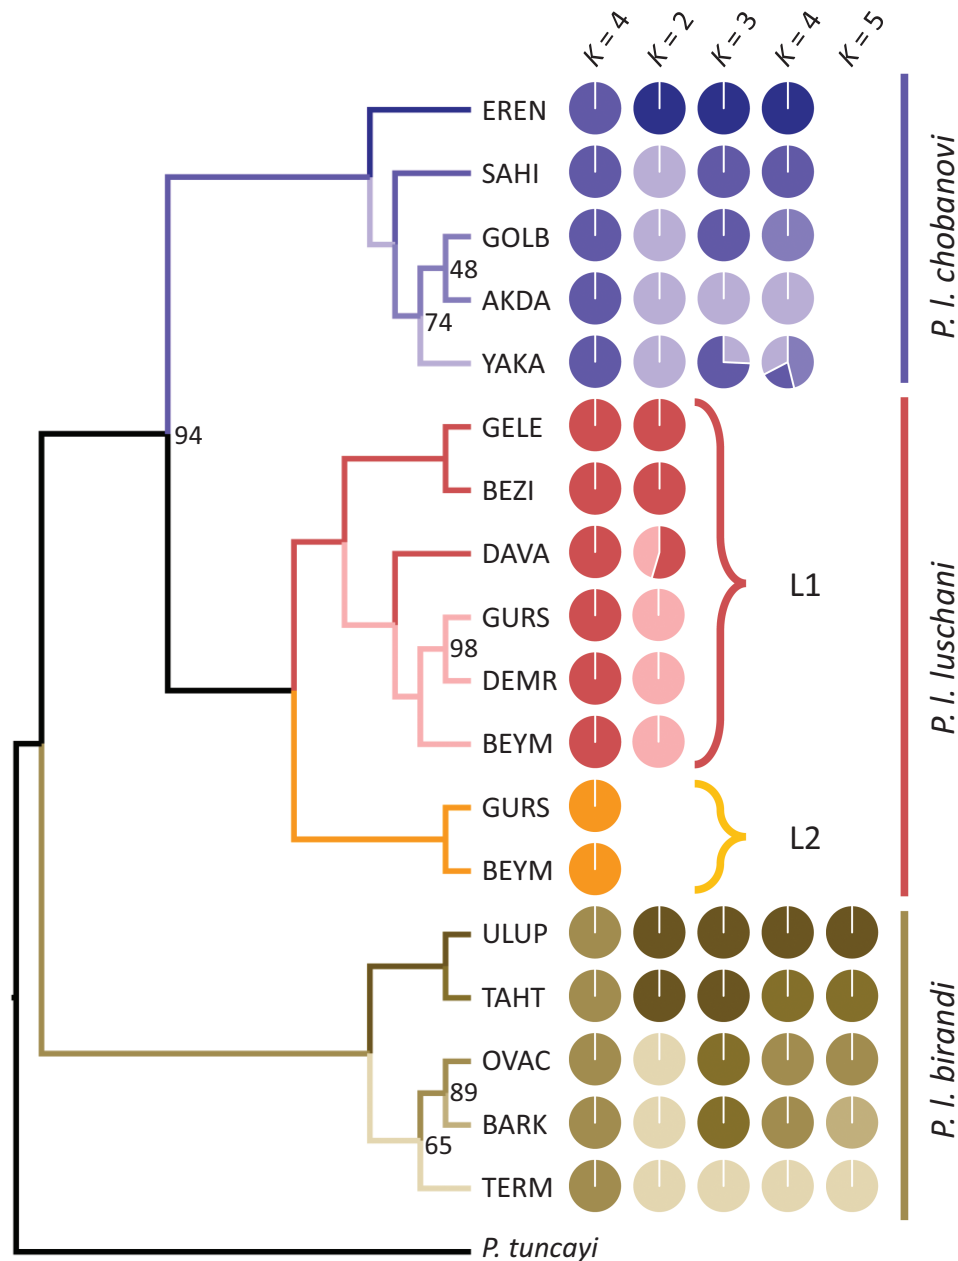 K = 4 K = 2 K = 3 K = 4 K = 5
EREN
SAHI
GOLB
48
AKDA
74
YAKA
P. l. chobanovi
GELE
94
BEZI
DAVA
L1
GURS
98
DEMR
BEYM
P. l. luschani
GURS
L2
BEYM
ULUP
TAHT
OVAC
89
BARK
65
TERM
P. l. birandi
P. tuncayi